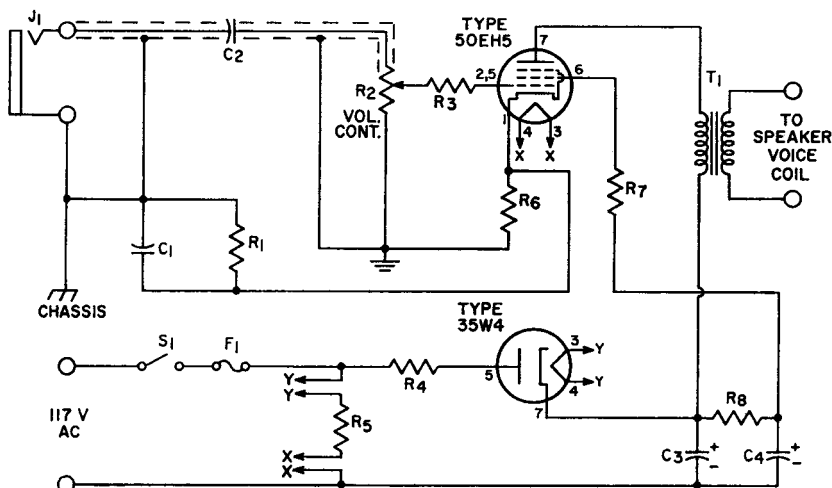 J1
C2
TYPE
50EH5
7
2,5
6
R2
VOL.
CONT.
R3
1
4
3
X
X
T1
TO
SPEAKER
VOICE
COIL
R7
R6
C1
R1
CHASSIS
TYPE
35W4
S1
F1
3
Y
5
4
Y
7
R4
Y
Y
117 V
AC
R5
X
X
R8
C3
+
-
C4
+
-